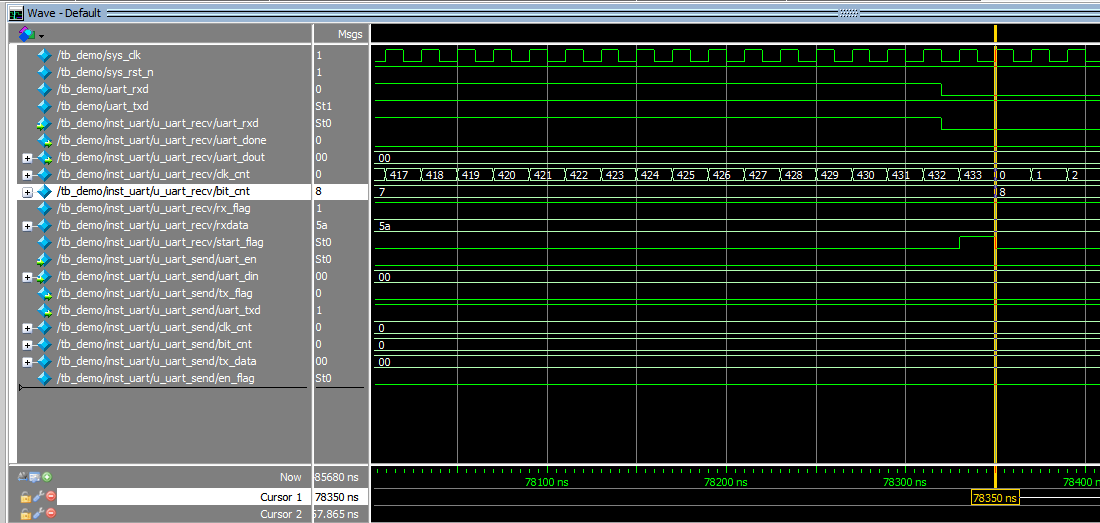 Wave - Default
Msgs
/tb_demo/sys_clk 1
/tb_demo/sys_rst_n 1
/tb_demo/uart_rxd 0
/tb_demo/uart_txd St1
/tb_demo/inst_uart/u_uart_recv/uart_rxd St0
/tb_demo/inst_uart/u_uart_recv/uart_done 0
/tb_demo/inst_uart/u_uart_recv/uart_dout 00 00
/tb_demo/inst_uart/u_uart_recv/clk_cnt 0 417 418 419 420 421 422 423 424 425 426 427 428 429 430 431 432 433 0 1 2
/tb_demo/inst_uart/u_uart_recv/bit_cnt 8 7 8
/tb_demo/inst_uart/u_uart_recv/rx_flag 1
/tb_demo/inst_uart/u_uart_recv/rxdata 5a 5a
/tb_demo/inst_uart/u_uart_recv/start_flag St0
/tb_demo/inst_uart/u_uart_send/uart_en St0
/tb_demo/inst_uart/u_uart_send/uart_din 00 00
/tb_demo/inst_uart/u_uart_send/tx_flag 0
/tb_demo/inst_uart/u_uart_send/uart_txd 1
/tb_demo/inst_uart/u_uart_send/clk_cnt 0 0
/tb_demo/inst_uart/u_uart_send/bit_cnt 0 0
/tb_demo/inst_uart/u_uart_send/tx_data 00 00
/tb_demo/inst_uart/u_uart_send/en_flag St0
Now 85680 ns 78100 ns 78200 ns 78300 ns 78400
Cursor 1 78350 ns 78350 ns
Cursor 2 57.865 ns